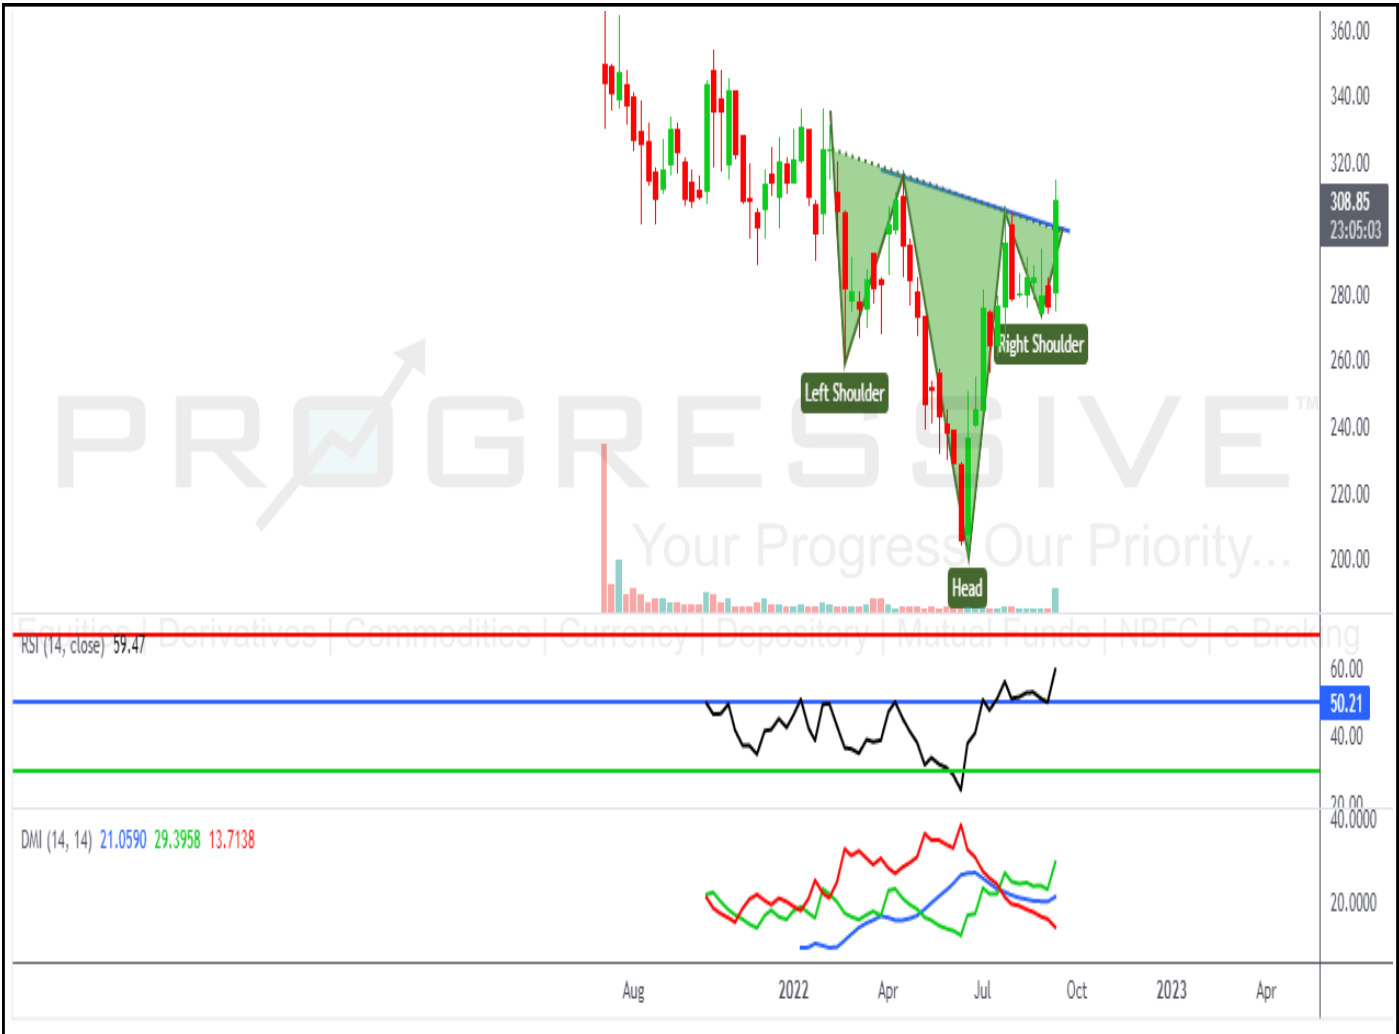 360.00
340.00
320.00
308.85
23:05:03
280.00
260.00
240.00
220.00
200.00
Left Shoulder
Right Shoulder
Head
PROGRESSIVE™
Your Progress Our Priority...
Equities | Derivatives | Commodities | Currency | Depository | Mutual Funds | NBFC | e-Broking
RSI (14, close) 59.47
60.00
50.21
40.00
20.00
DMI (14, 14) 21.0590 29.3958 13.7138
40.0000
20.0000
Aug 2022 Apr Jul Oct 2023 Apr